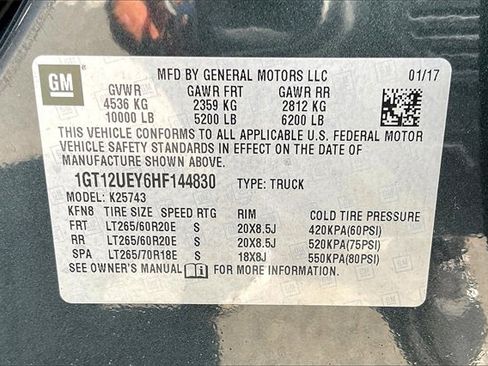 GM
MFD BY GENERAL MOTORS LLC 01/17
GVWR GAWR FRT GAWR RR
4536 KG 2359 KG 2812 KG
10000 LB 5200 LB 6200 LB
THIS VEHICLE CONFORMS TO ALL APPLICABLE U.S. FEDERAL MOTOR
VEHICLE SAFETY STANDARDS IN EFFECT ON THE DATE OF
MANUFACTURE SHOWN ABOVE.
1GT12UEY6HF144830 TYPE: TRUCK
MODEL: K25743
KFN8 TIRE SIZE SPEED RTG RIM COLD TIRE PRESSURE
FRT LT265/60R20E S 20X8.5J 420KPA(60PSI)
RR LT265/60R20E S 20X8.5J 520KPA(75PSI)
SPA LT265/70R18E S 18X8J 550KPA(80PSI)
SEE OWNER'S MANUAL FOR MORE INFORMATION.